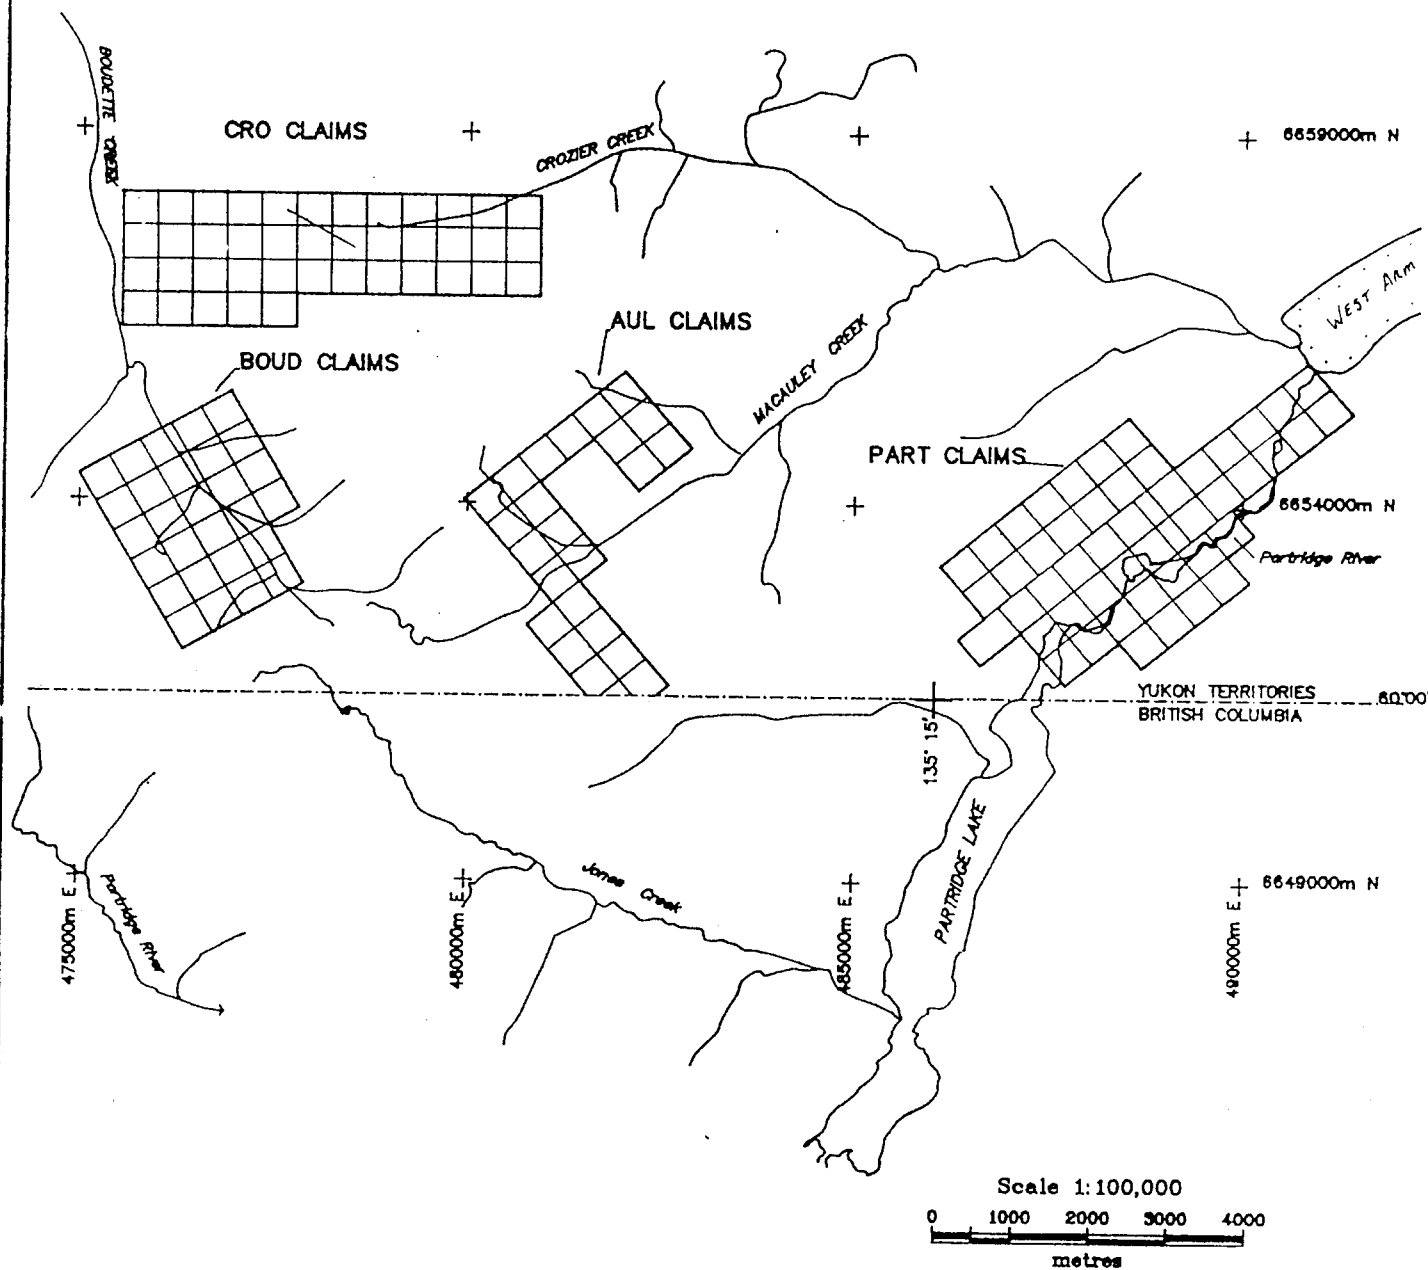 BOUDETTE CREEK
CRO CLAIMS
CROZIER CREEK
6659000m N
WEST ARM
AUL CLAIMS
MACAULEY CREEK
BOUD CLAIMS
PART CLAIMS
6654000m N
Partridge River
YUKON TERRITORIES
60°00'
BRITISH COLUMBIA
135° 15'
PARTRIDGE LAKE
Jones Creek
Partridge River
6649000m N
475000m E
480000m E
485000m E
490000m E
Scale 1:100,000
0 1000 2000 3000 4000
metres